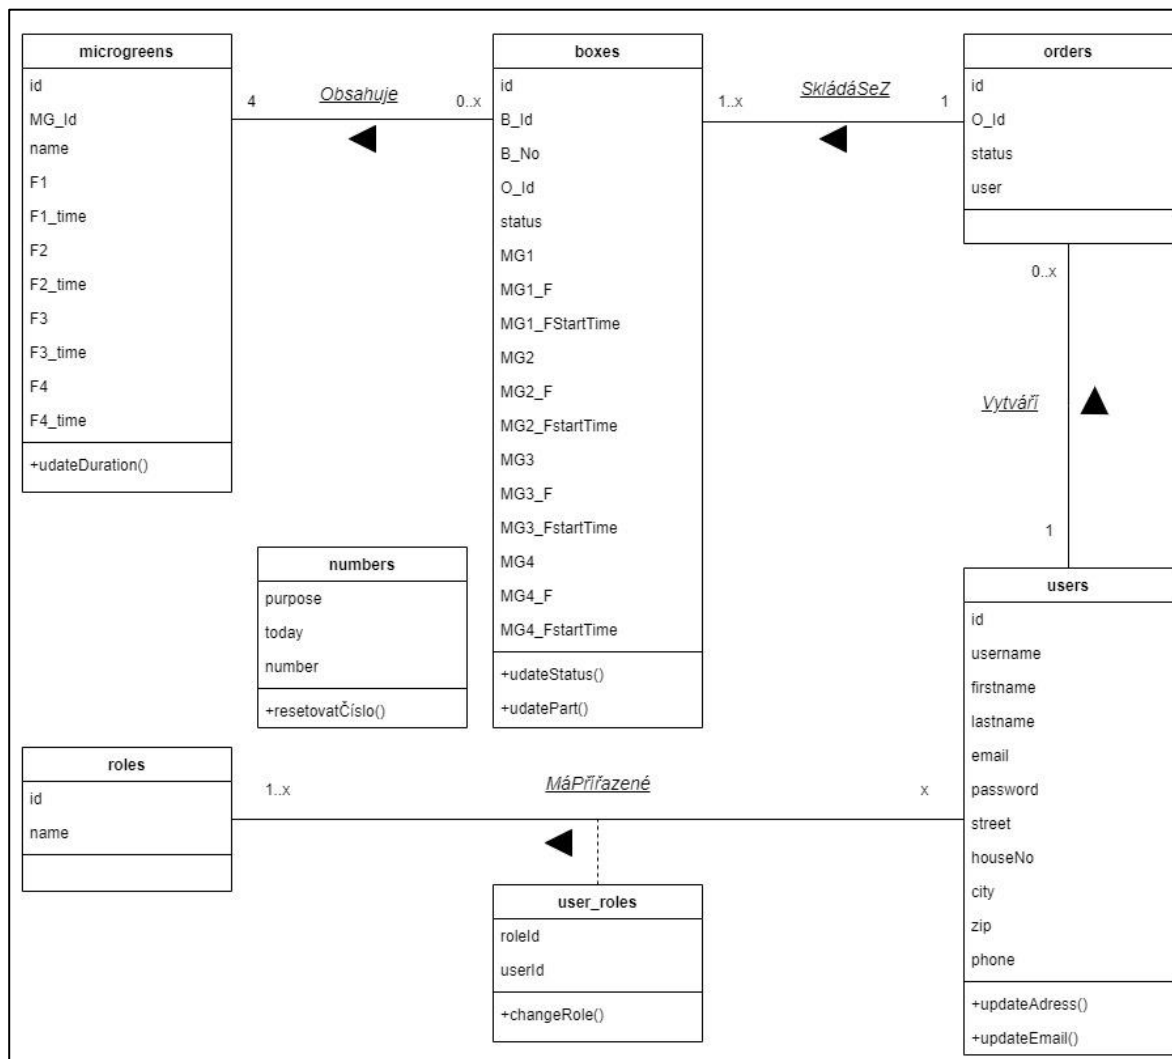 microgreens
id
MG_Id
name
F1
F1_time
F2
F2_time
F3
F3_time
F4
F4_time
+udateDuration()
4
Obsahuje
0..x
boxes
id
B_Id
B_No
O_Id
status
MG1
MG1_F
MG1_FStartTime
MG2
MG2_F
MG2_FstartTime
MG3
MG3_F
MG3_FstartTime
MG4
MG4_F
MG4_FstartTime
+udateStatus()
+udatePart()
1..x
SkládáSeZ
1
orders
id
O_Id
status
user
0..x
Vytváří
1
numbers
purpose
today
number
+resetovatČíslo()
users
id
username
firstname
lastname
email
password
street
houseNo
city
zip
phone
+updateAdress()
+updateEmail()
roles
id
name
1..x
MáPřířazené
x
user_roles
roleId
userId
+changeRole()